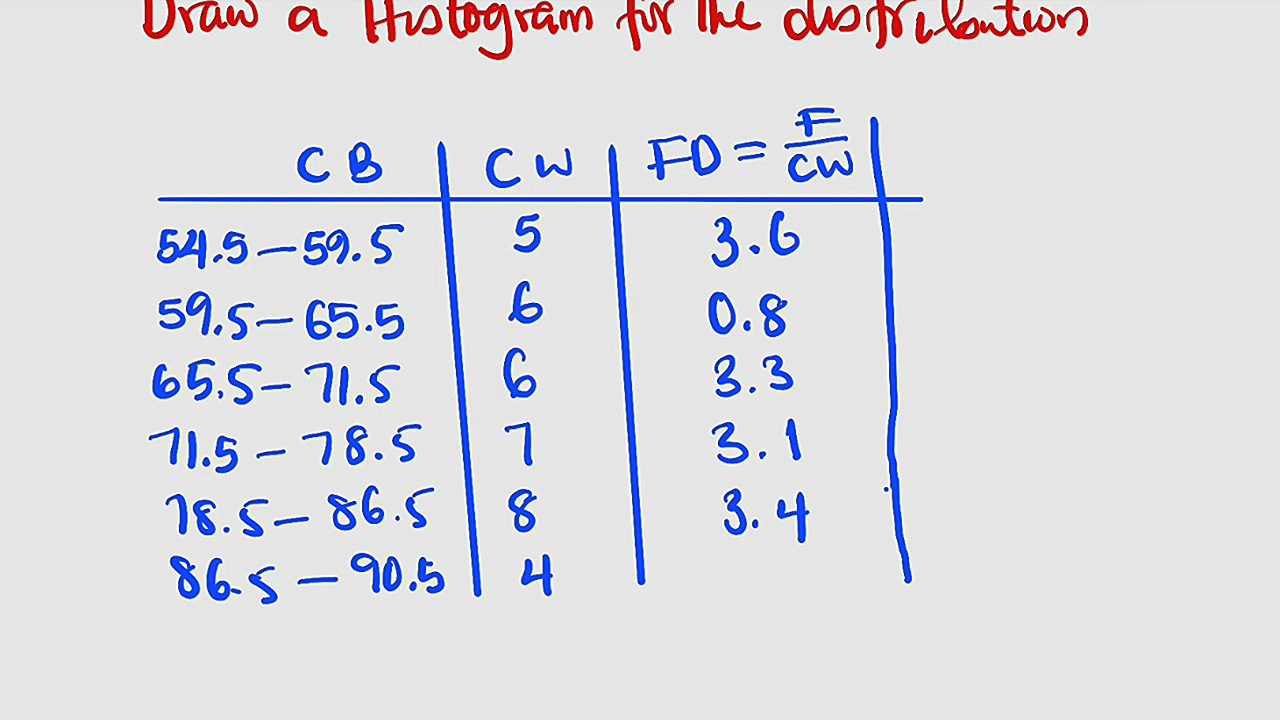 Draw a Histogram for the distribution
CB CW FD = F/CW
54.5 – 59.5 5 3.6
59.5 – 65.5 6 0.8
65.5 – 71.5 6 3.3
71.5 – 78.5 7 3.1
78.5 – 86.5 8 3.4
86.5 – 90.5 4